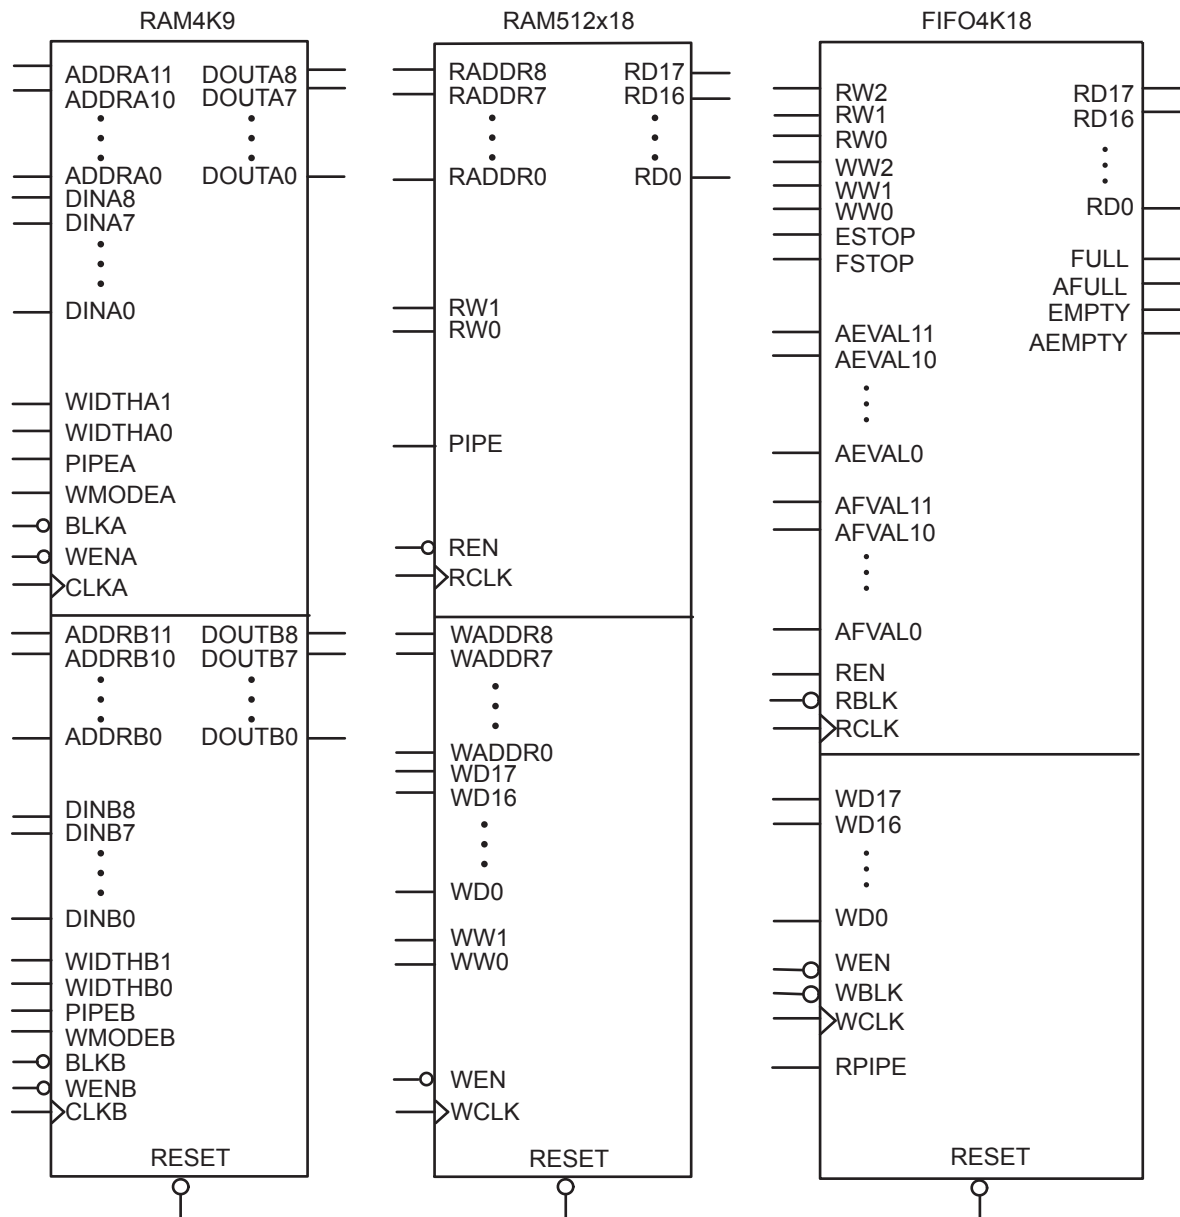 RAM4K9
ADDRA11 DOUTA8
ADDRA10 DOUTA7
ADDRA0 DOUTA0
DINA8
DINA7
DINA0
WIDTHA1
WIDTHA0
PIPEA
WMODEA
BLKA
WENA
CLKA
ADDRB11 DOUTB8
ADDRB10 DOUTB7
ADDRB0 DOUTB0
DINB8
DINB7
DINB0
WIDTHB1
WIDTHB0
PIPEB
WMODEB
BLKB
WENB
CLKB
RESET
RAM512x18
RADDR8 RD17
RADDR7 RD16
RADDR0 RD0
RW1
RW0
PIPE
REN
RCLK
WADDR8
WADDR7
WADDR0
WD17
WD16
WD0
WW1
WW0
WEN
WCLK
RESET
FIFO4K18
RW2 RD17
RW1 RD16
RW0
WW2
WW1
WW0 RD0
ESTOP
FSTOP FULL
AFULL
EMPTY
AEVAL11 AEMPTY
AEVAL10
AEVAL0
AFVAL11
AFVAL10
AFVAL0
REN
RBLK
RCLK
WD17
WD16
WD0
WEN
WBLK
WCLK
RPIPE
RESET